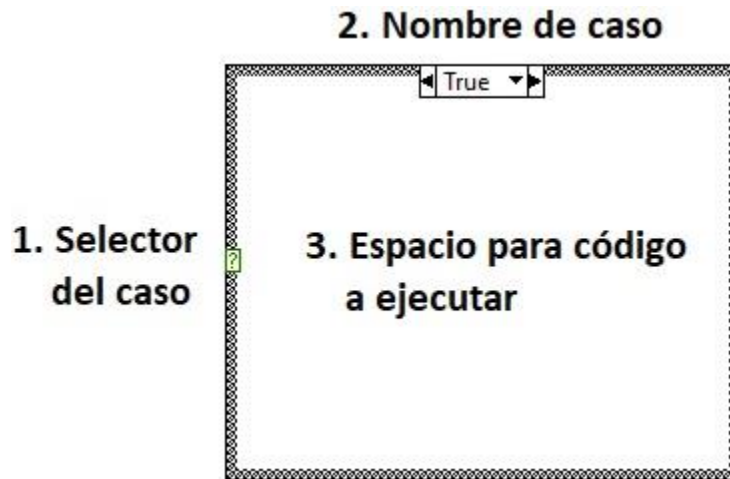 2. Nombre de caso
True
1. Selector
del caso
?
3. Espacio para código
a ejecutar